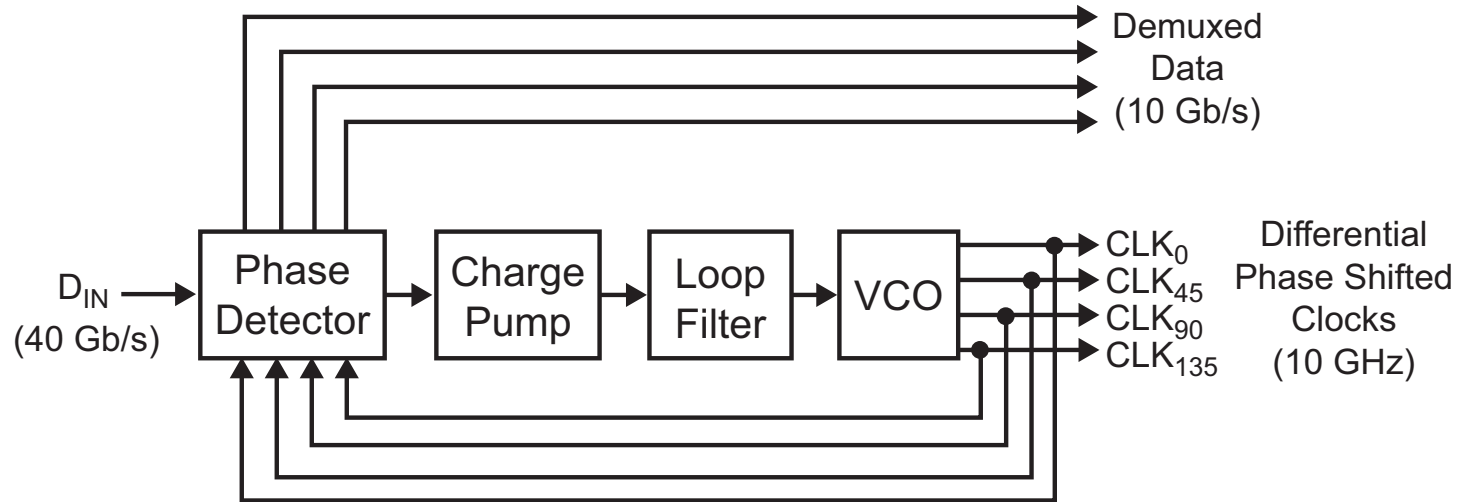 Demuxed
Data
(10 Gb/s)
D_IN
(40 Gb/s)
Phase
Detector
Charge
Pump
Loop
Filter
VCO
CLK_0
CLK_45
CLK_90
CLK_135
Differential
Phase Shifted
Clocks
(10 GHz)